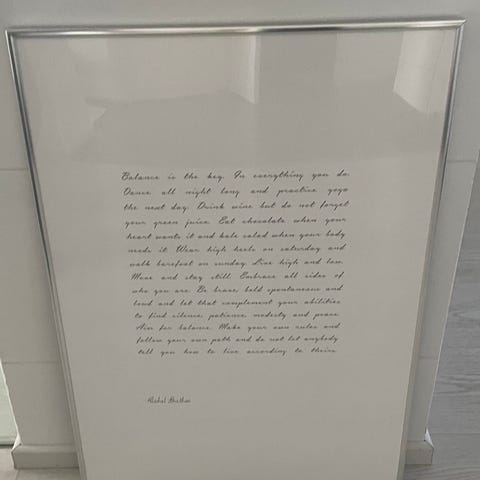 Balance is the key. In everything you do.
Dance all night long and practice yoga
the next day. Drink wine but do not forget
your green juice. Eat chocolate when your
heart wants it and kale salad when your body
needs it. Wear high heels on saturday and
walk barefoot on sunday. Live high and low.
Move and stay still. Embrace all sides of
who you are. Be brave, bold spontaneous and
loud and let that complement your abilities
to find silence, patience, modesty and peace.
Aim for balance. Make your own rules and
follow your own path and do not let anybody
tell you how to live according to theirs.